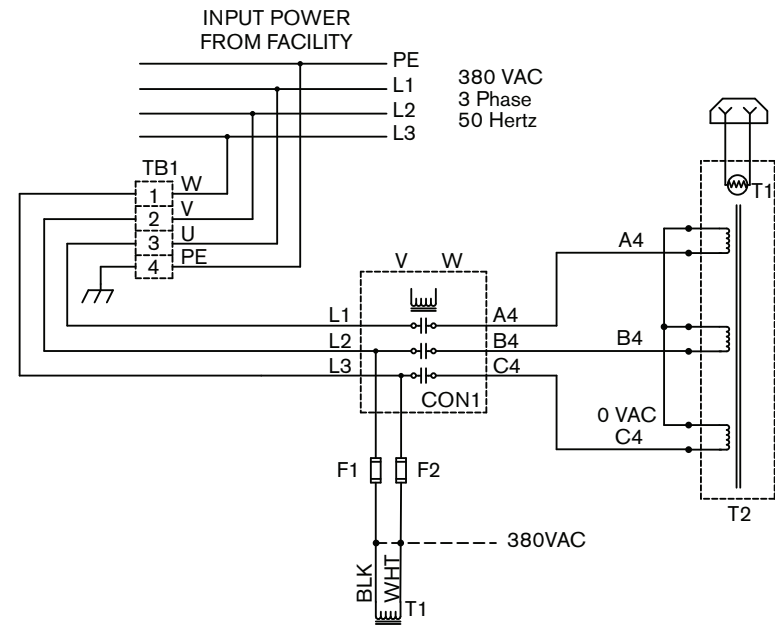 INPUT POWER
FROM FACILITY
PE
L1
L2
L3
380 VAC
3 Phase
50 Hertz
TB1
1 W
2 V
3 U
4 PE
T1
V W
A4
L1 A4
L2 B4 B4
L3 C4
CON1
0 VAC
C4
F1 F2
T2
380VAC
BLK
WHT
T1